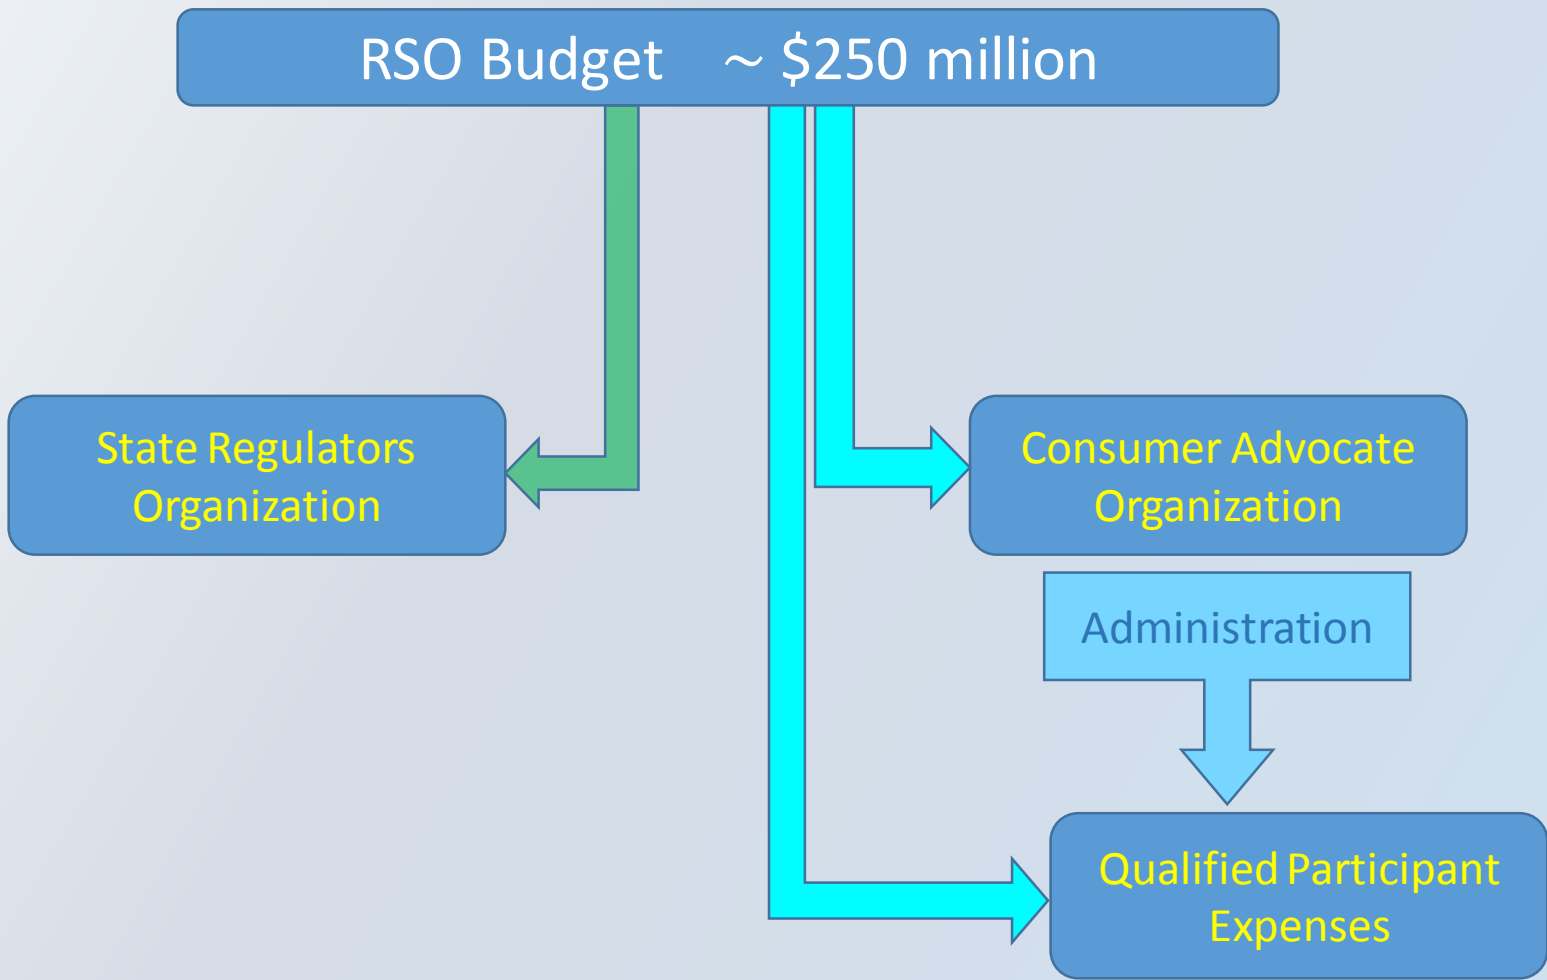 RSO Budget ~ $250 million
State Regulators
Organization
Consumer Advocate
Organization
Administration
Qualified Participant
Expenses